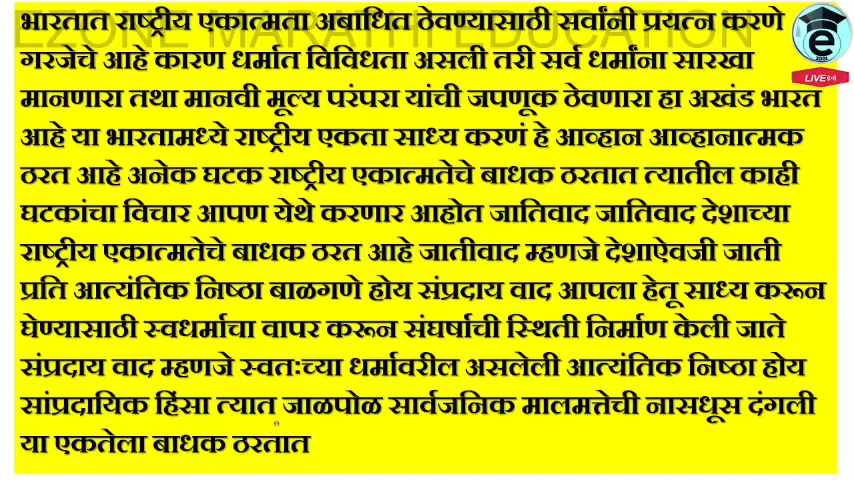 EZONE MARATHI EDUCATION
भारतात राष्ट्रीय एकात्मता अबाधित ठेवण्यासाठी सर्वांनी प्रयत्न करणे
गरजेचे आहे कारण धर्मात विविधता असली तरी सर्व धर्मांना सारखा
मानणारा तथा मानवी मूल्य परंपरा यांची जपणूक ठेवणारा हा अखंड भारत
आहे या भारतामध्ये राष्ट्रीय एकता साध्य करणं हे आव्हान आव्हानात्मक
ठरत आहे अनेक घटक राष्ट्रीय एकात्मतेचे बाधक ठरतात त्यातील काही
घटकांचा विचार आपण येथे करणार आहोत जातिवाद जातिवाद देशाच्या
राष्ट्रीय एकात्मतेचे बाधक ठरत आहे जातीवाद म्हणजे देशाऐवजी जाती
प्रति आत्यंतिक निष्ठा बाळगणे होय संप्रदाय वाद आपला हेतू साध्य करून
घेण्यासाठी स्वधर्माचा वापर करून संघर्षाची स्थिती निर्माण केली जाते
संप्रदाय वाद म्हणजे स्वतःच्या धर्मावरील असलेली आत्यंतिक निष्ठा होय
सांप्रदायिक हिंसा त्यात जाळपोळ सार्वजनिक मालमत्तेची नासधूस दंगली
या एकतेला बाधक ठरतात
e
ZONE
LIVE